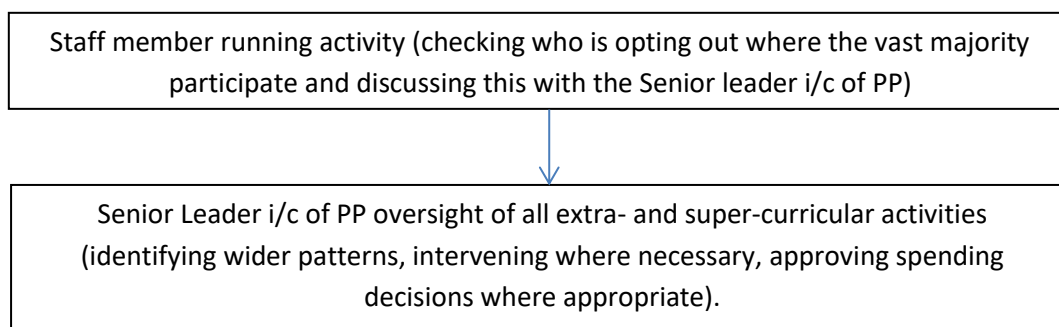 Staff member running activity (checking who is opting out where the vast majority
participate and discussing this with the Senior leader i/c of PP)
Senior Leader i/c of PP oversight of all extra- and super-curricular activities
(identifying wider patterns, intervening where necessary, approving spending
decisions where appropriate).